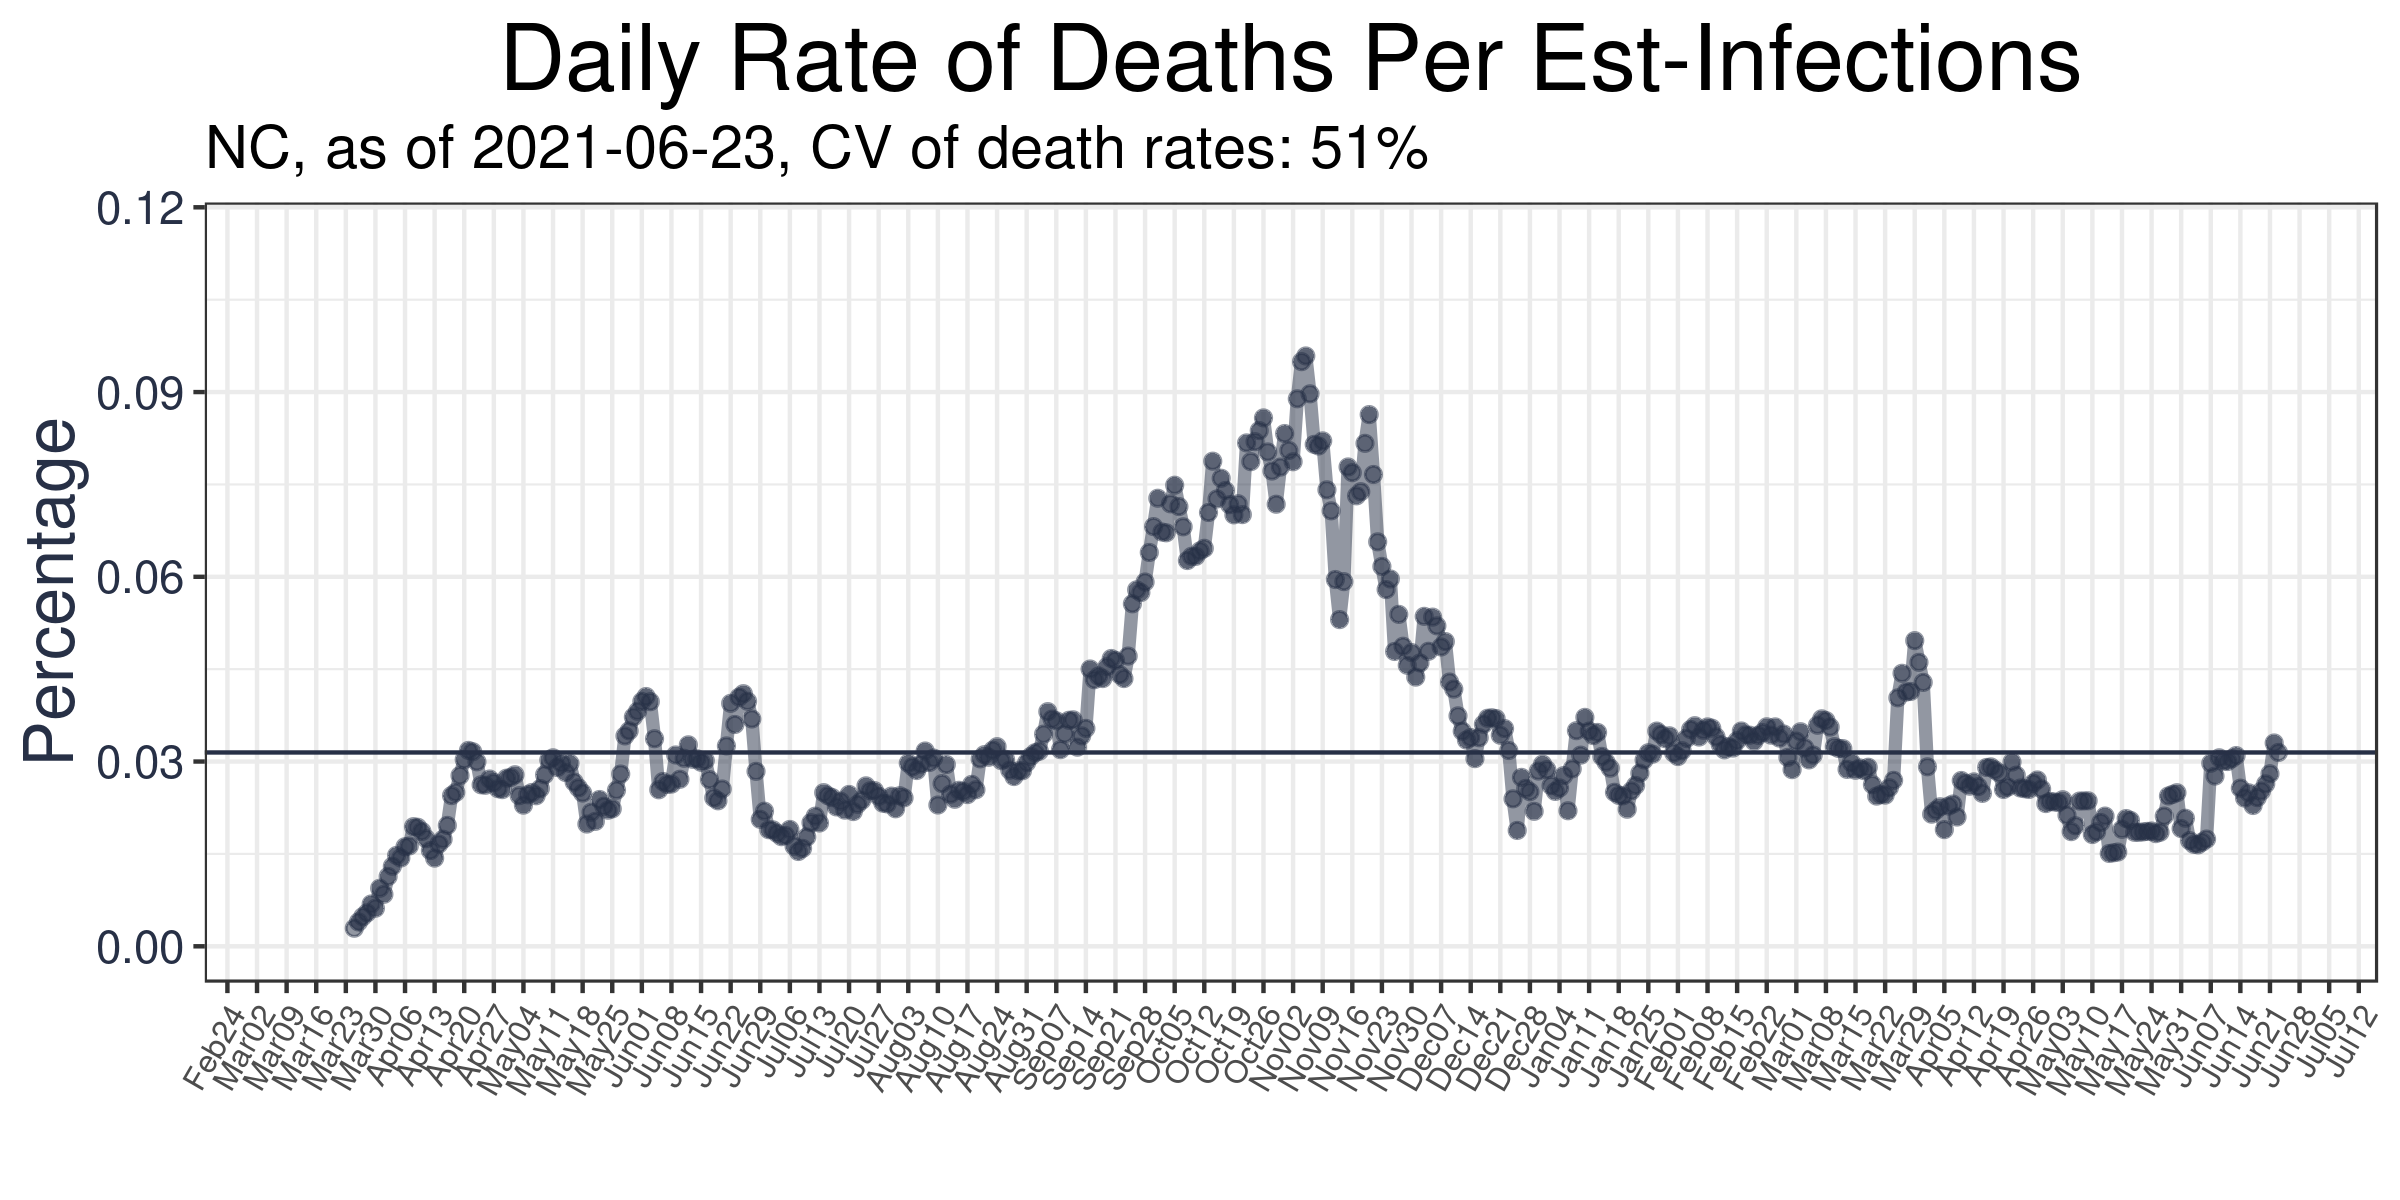 Daily Rate of Deaths Per Est-Infections
NC, as of 2021-06-23, CV of death rates: 51%
Percentage
0.12
0.09
0.06
0.03
0.00
Feb24
Mar02
Mar09
Mar16
Mar23
Mar30
Apr06
Apr13
Apr20
Apr27
May04
May11
May18
May25
Jun01
Jun08
Jun15
Jun22
Jun29
Jul06
Jul13
Jul20
Jul27
Aug03
Aug10
Aug17
Aug24
Aug31
Sep07
Sep14
Sep21
Sep28
Oct05
Oct12
Oct19
Oct26
Nov02
Nov09
Nov16
Nov23
Nov30
Dec07
Dec14
Dec21
Dec28
Jan04
Jan11
Jan18
Jan25
Feb01
Feb08
Feb15
Feb22
Mar01
Mar08
Mar15
Mar22
Mar29
Apr05
Apr12
Apr19
Apr26
May03
May10
May17
May24
May31
Jun07
Jun14
Jun21
Jun28
Jul05
Jul12